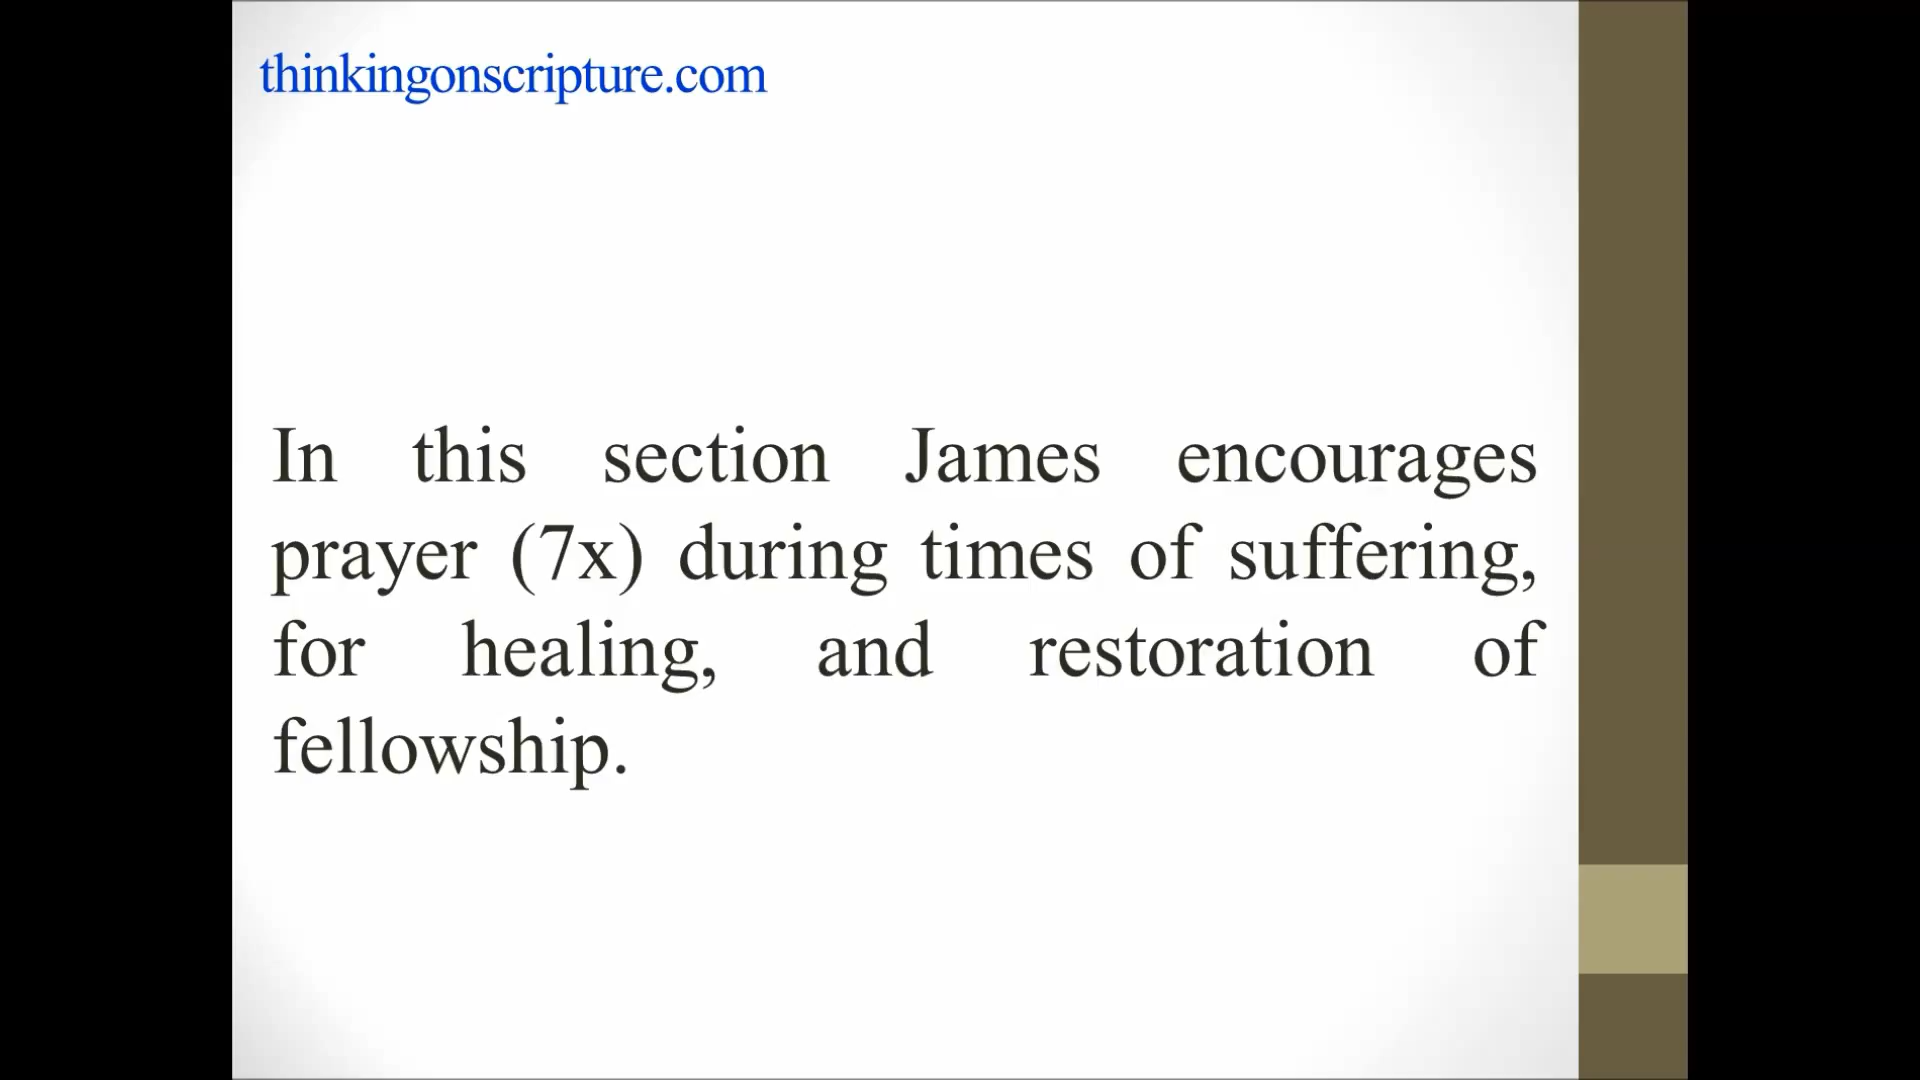 thinkingonscripture.com
In this section James encourages
prayer (7x) during times of suffering,
for healing, and restoration of
fellowship.